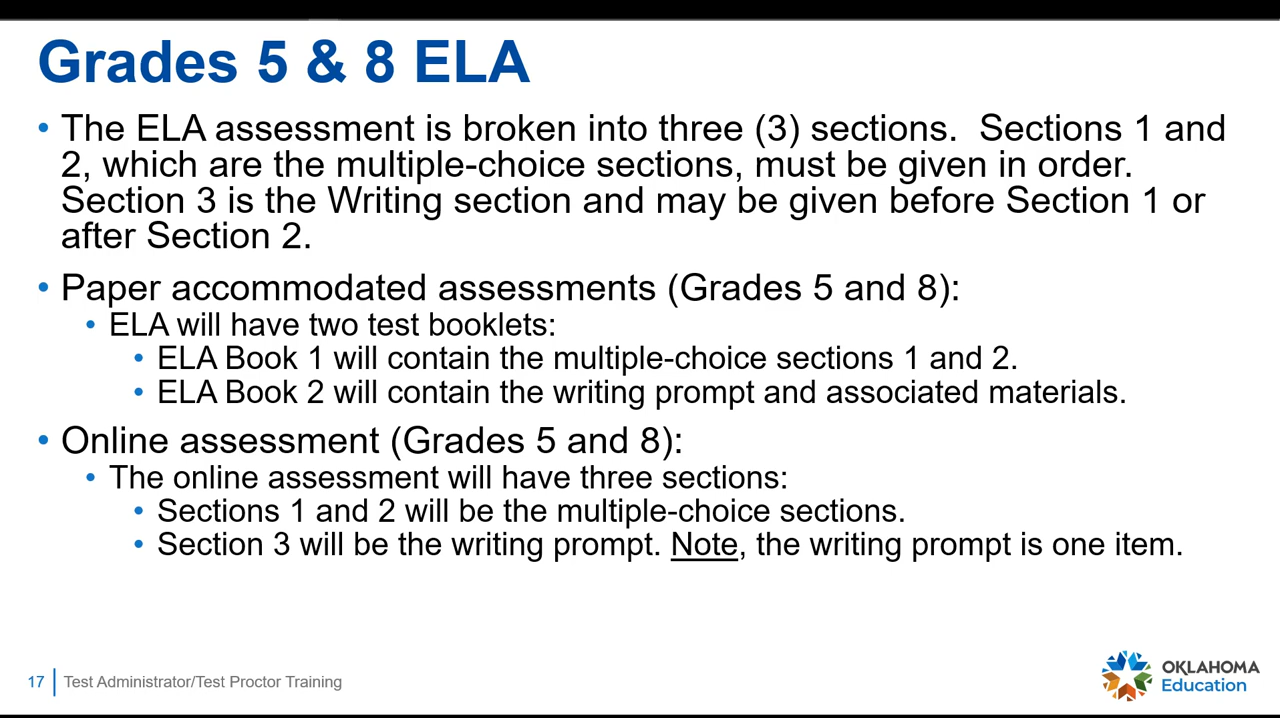 Grades 5 & 8 ELA
• The ELA assessment is broken into three (3) sections.  Sections 1 and
2, which are the multiple-choice sections, must be given in order.
Section 3 is the Writing section and may be given before Section 1 or
after Section 2.
• Paper accommodated assessments (Grades 5 and 8):
• ELA will have two test booklets:
• ELA Book 1 will contain the multiple-choice sections 1 and 2.
• ELA Book 2 will contain the writing prompt and associated materials.
• Online assessment (Grades 5 and 8):
• The online assessment will have three sections:
• Sections 1 and 2 will be the multiple-choice sections.
• Section 3 will be the writing prompt. Note, the writing prompt is one item.
17 Test Administrator/Test Proctor Training
OKLAHOMA
Education